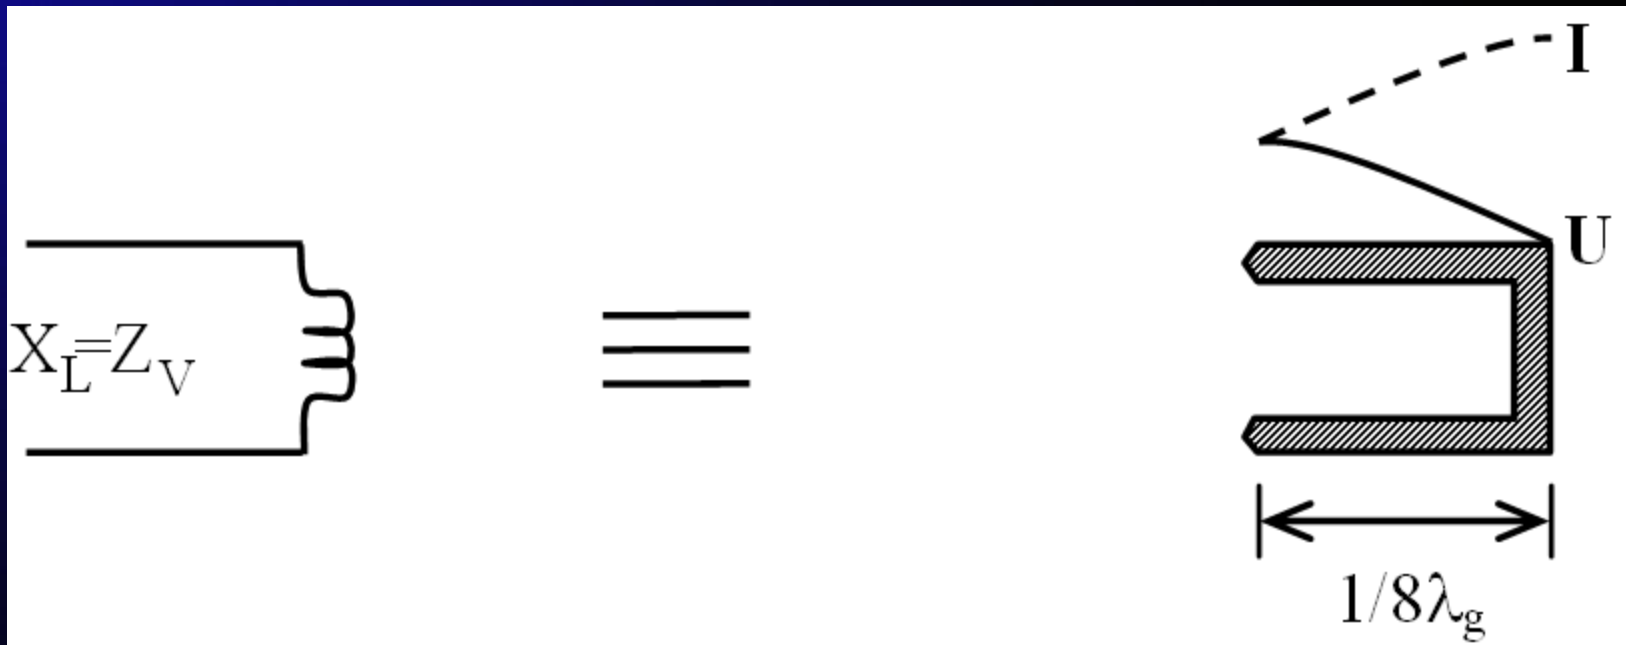 I
U
X_L=Z_V
1/8λ_g